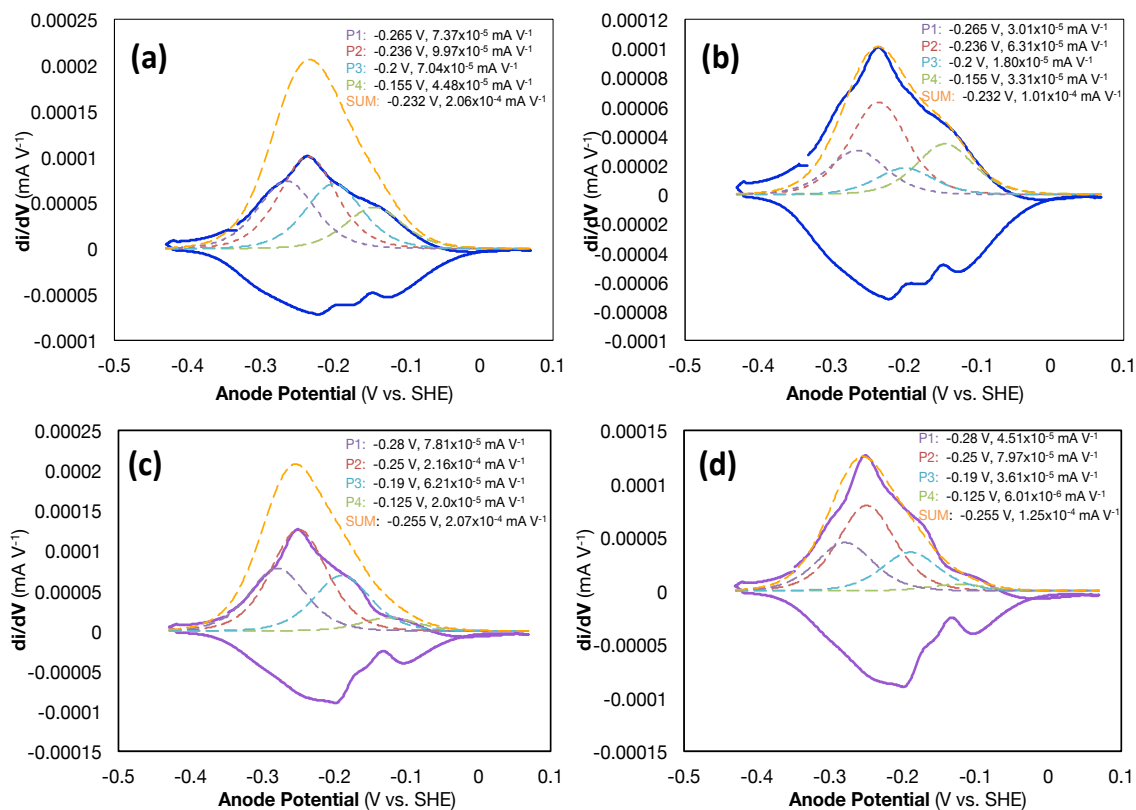 (a)
P1: -0.265 V, 7.37x10⁻⁵ mA V⁻¹
P2: -0.236 V, 9.97x10⁻⁵ mA V⁻¹
P3: -0.2 V, 7.04x10⁻⁵ mA V⁻¹
P4: -0.155 V, 4.48x10⁻⁵ mA V⁻¹
SUM: -0.232 V, 2.06x10⁻⁴ mA V⁻¹
0.00025
0.0002
0.00015
0.0001
0.00005
0
-0.00005
-0.0001
di/dV (mA V⁻¹)
-0.5 -0.4 -0.3 -0.2 -0.1 0 0.1
Anode Potential (V vs. SHE)
(b)
P1: -0.265 V, 3.01x10⁻⁵ mA V⁻¹
P2: -0.236 V, 6.31x10⁻⁵ mA V⁻¹
P3: -0.2 V, 1.80x10⁻⁵ mA V⁻¹
P4: -0.155 V, 3.31x10⁻⁵ mA V⁻¹
SUM: -0.232 V, 1.01x10⁻⁴ mA V⁻¹
0.00012
0.0001
0.00008
0.00006
0.00004
0.00002
0
-0.00002
-0.00004
-0.00006
-0.00008
-0.0001
di/dV (mA V⁻¹)
-0.5 -0.4 -0.3 -0.2 -0.1 0 0.1
Anode Potential (V vs. SHE)
(c)
P1: -0.28 V, 7.81x10⁻⁵ mA V⁻¹
P2: -0.25 V, 2.16x10⁻⁴ mA V⁻¹
P3: -0.19 V, 6.21x10⁻⁵ mA V⁻¹
P4: -0.125 V, 2.0x10⁻⁵ mA V⁻¹
SUM: -0.255 V, 2.07x10⁻⁴ mA V⁻¹
0.00025
0.0002
0.00015
0.0001
0.00005
0
-0.00005
-0.0001
-0.00015
di/dV (mA V⁻¹)
-0.5 -0.4 -0.3 -0.2 -0.1 0 0.1
Anode Potential (V vs. SHE)
(d)
P1: -0.28 V, 4.51x10⁻⁵ mA V⁻¹
P2: -0.25 V, 7.97x10⁻⁵ mA V⁻¹
P3: -0.19 V, 3.61x10⁻⁵ mA V⁻¹
P4: -0.125 V, 6.01x10⁻⁶ mA V⁻¹
SUM: -0.255 V, 1.25x10⁻⁴ mA V⁻¹
0.00015
0.0001
0.00005
0
-0.00005
-0.0001
-0.00015
di/dV (mA V⁻¹)
-0.5 -0.4 -0.3 -0.2 -0.1 0 0.1
Anode Potential (V vs. SHE)